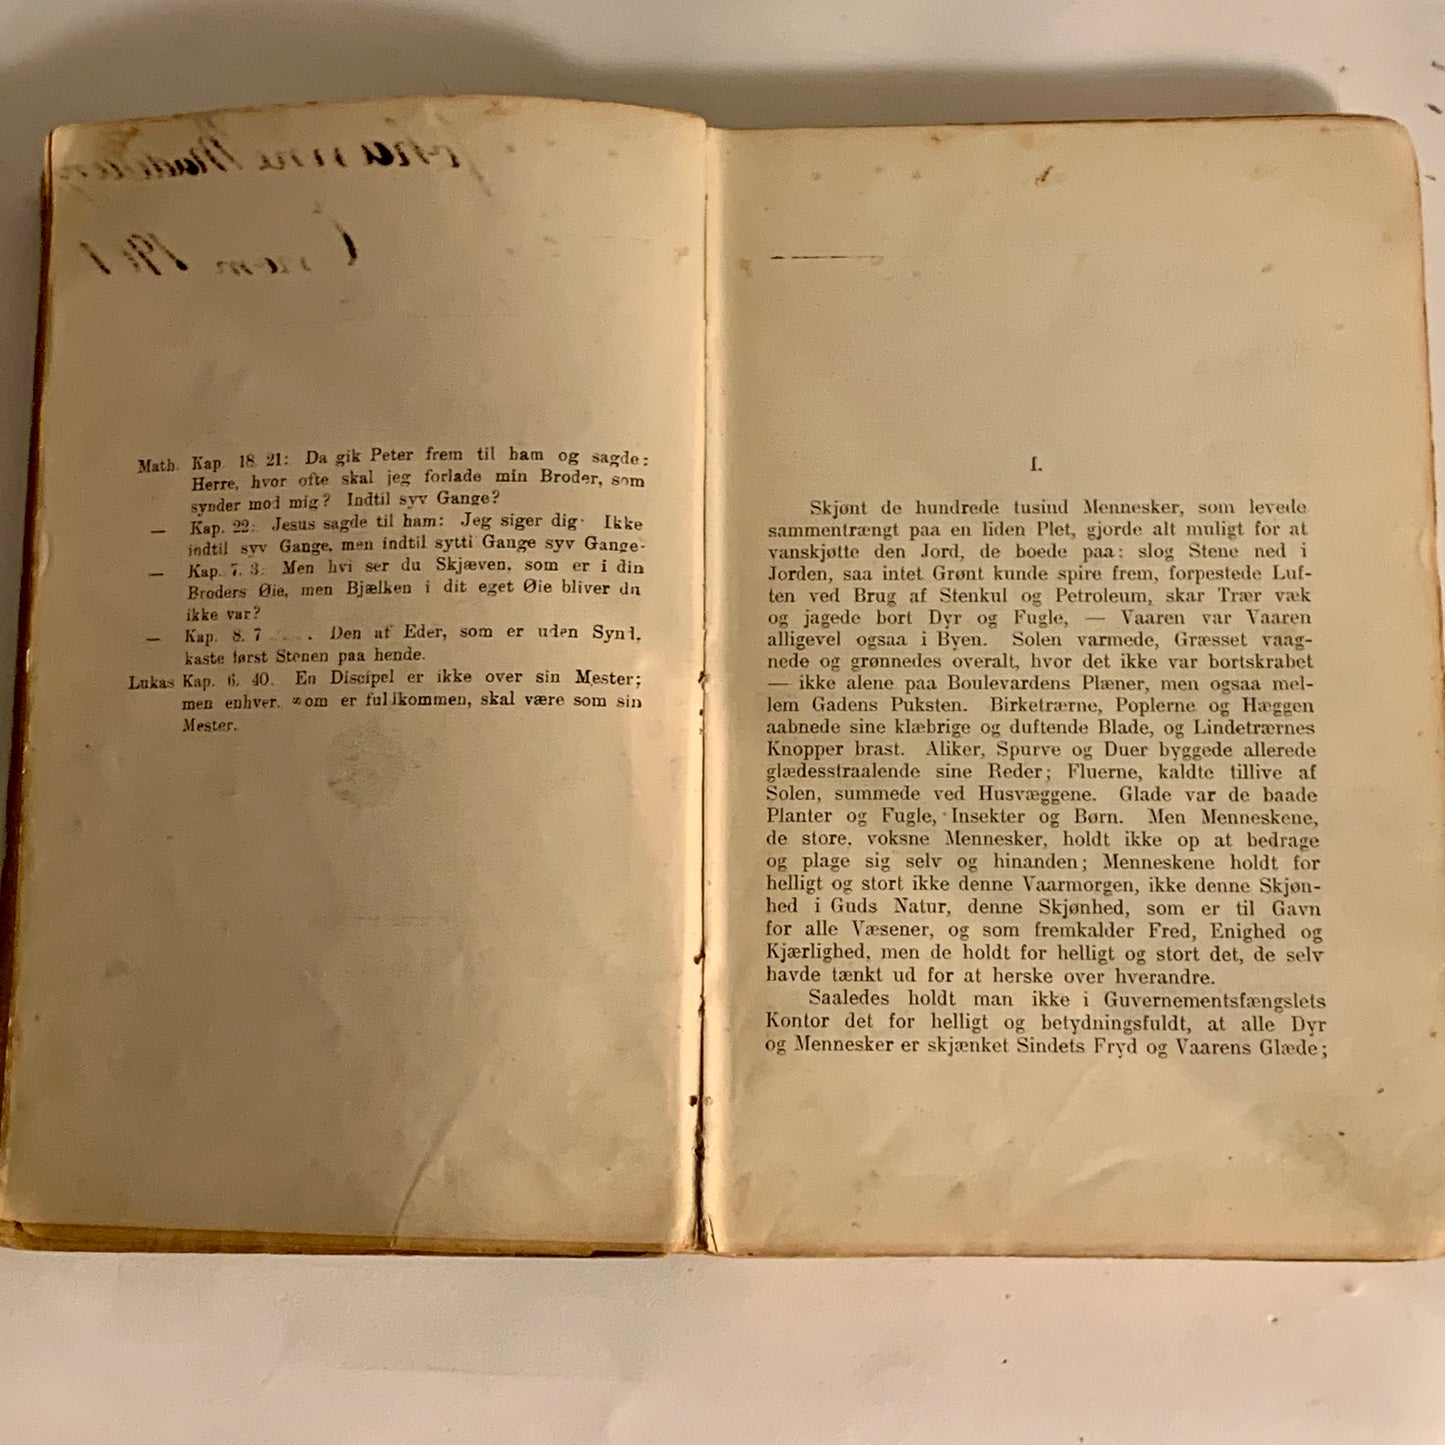 Math. Kap. 18 21: Da gik Peter frem til ham og sagde:
Herre, hvor ofte skal jeg forlade min Broder, som
synder mod mig? Indtil syv Gange?
— Kap. 22: Jesus sagde til ham: Jeg siger dig· Ikke
indtil syv Gange, men indtil sytti Gange syv Gange-
— Kap. 7. 3. Men hvi ser du Skjæven, som er i din
Broders Øie, men Bjælken i dit eget Øie bliver du
ikke var?
— Kap. 8. 7 . . . . Den af Eder, som er uden Synd,
kaste først Stenen paa hende.
Lukas Kap. 6. 40. En Discipel er ikke over sin Mester;
men enhver, som er fuldkommen, skal være som sin
Mester.
I.
Skjønt de hundrede tusind Mennesker, som levede
sammentrængt paa en liden Plet, gjorde alt muligt for at
vanskjøtte den Jord, de boede paa: slog Stene ned i
Jorden, saa intet Grønt kunde spire frem, forpestede Luf-
ten ved Brug af Stenkul og Petroleum, skar Trær væk
og jagede bort Dyr og Fugle, — Vaaren var Vaaren
alligevel ogsaa i Byen. Solen varmede, Græsset vaag-
nede og grønnedes overalt, hvor det ikke var bortskrabet
— ikke alene paa Boulevardens Plæner, men ogsaa mel-
lem Gadens Puksten. Birketrærne, Poplerne og Hæggen
aabnede sine klæbrige og duftende Blade, og Lindetrærnes
Knopper brast. Aliker, Spurve og Duer byggede allerede
glædesstraalende sine Reder; Fluerne, kaldte tillive af
Solen, summede ved Husvæggene. Glade var de baade
Planter og Fugle, Insekter og Børn. Men Menneskene,
de store, voksne Mennesker, holdt ikke op at bedrage
og plage sig selv og hinanden; Menneskene holdt for
helligt og stort ikke denne Vaarmorgen, ikke denne Skjøn-
hed i Guds Natur, denne Skjønhed, som er til Gavn
for alle Væsener, og som fremkalder Fred, Enighed og
Kjærlighed, men de holdt for helligt og stort det, de selv
havde tænkt ud for at herske over hverandre.
Saaledes holdt man ikke i Guvernementsfængslets
Kontor det for helligt og betydningsfuldt, at alle Dyr
og Mennesker er skjænket Sindets Fryd og Vaarens Glæde;